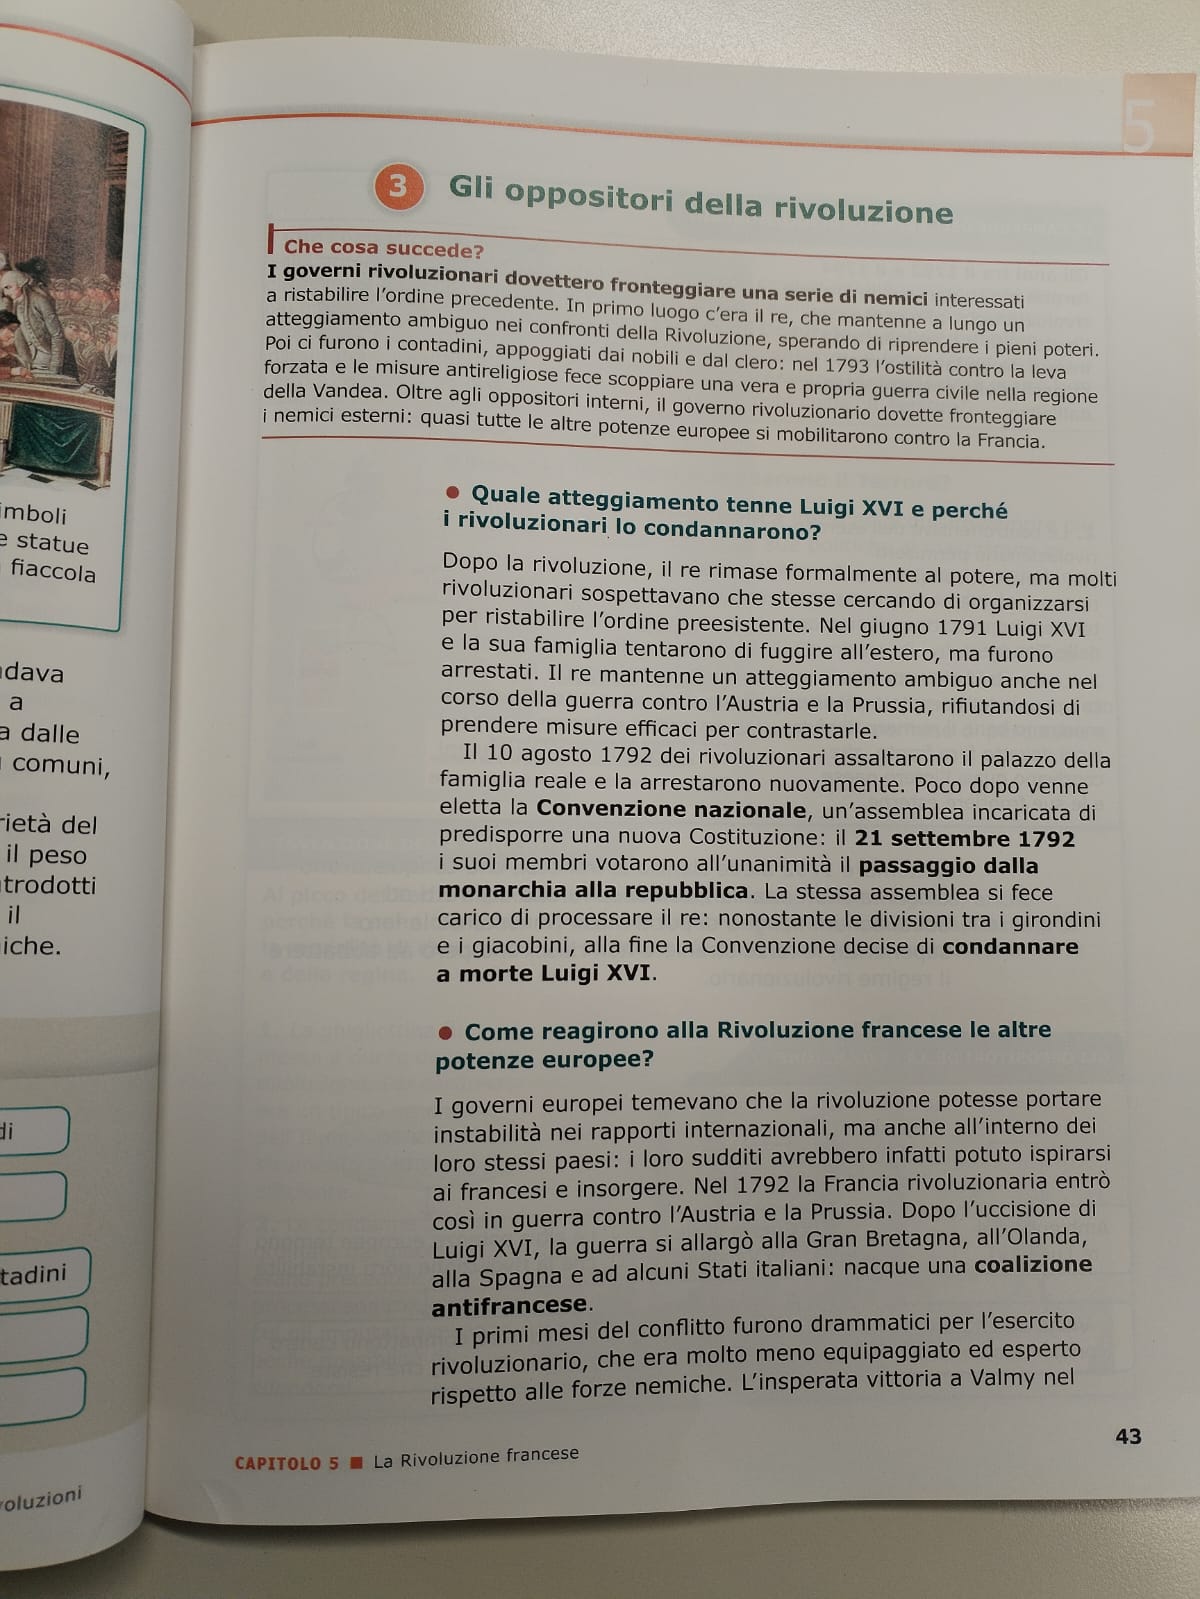 imboli
e statue
fiaccola
dava
a
a dalle
comuni,
rietà del
il peso
trodotti
il
iche.
di
tadini
voluzioni
5
3 Gli oppositori della rivoluzione
Che cosa succede?
I governi rivoluzionari dovettero fronteggiare una serie di nemici interessati
a ristabilire l'ordine precedente. In primo luogo c'era il re, che mantenne a lungo un
atteggiamento ambiguo nei confronti della Rivoluzione, sperando di riprendere i pieni poteri.
Poi ci furono i contadini, appoggiati dai nobili e dal clero: nel 1793 l'ostilità contro la leva
forzata e le misure antireligiose fece scoppiare una vera e propria guerra civile nella regione
della Vandea. Oltre agli oppositori interni, il governo rivoluzionario dovette fronteggiare
i nemici esterni: quasi tutte le altre potenze europee si mobilitarono contro la Francia.
● Quale atteggiamento tenne Luigi XVI e perché
i rivoluzionari lo condannarono?
Dopo la rivoluzione, il re rimase formalmente al potere, ma molti
rivoluzionari sospettavano che stesse cercando di organizzarsi
per ristabilire l'ordine preesistente. Nel giugno 1791 Luigi XVI
e la sua famiglia tentarono di fuggire all'estero, ma furono
arrestati. Il re mantenne un atteggiamento ambiguo anche nel
corso della guerra contro l'Austria e la Prussia, rifiutandosi di
prendere misure efficaci per contrastarle.
Il 10 agosto 1792 dei rivoluzionari assaltarono il palazzo della
famiglia reale e la arrestarono nuovamente. Poco dopo venne
eletta la Convenzione nazionale, un'assemblea incaricata di
predisporre una nuova Costituzione: il 21 settembre 1792
i suoi membri votarono all'unanimità il passaggio dalla
monarchia alla repubblica. La stessa assemblea si fece
carico di processare il re: nonostante le divisioni tra i girondini
e i giacobini, alla fine la Convenzione decise di condannare
a morte Luigi XVI.
● Come reagirono alla Rivoluzione francese le altre
potenze europee?
I governi europei temevano che la rivoluzione potesse portare
instabilità nei rapporti internazionali, ma anche all'interno dei
loro stessi paesi: i loro sudditi avrebbero infatti potuto ispirarsi
ai francesi e insorgere. Nel 1792 la Francia rivoluzionaria entrò
così in guerra contro l'Austria e la Prussia. Dopo l'uccisione di
Luigi XVI, la guerra si allargò alla Gran Bretagna, all'Olanda,
alla Spagna e ad alcuni Stati italiani: nacque una coalizione
antifrancese.
I primi mesi del conflitto furono drammatici per l'esercito
rivoluzionario, che era molto meno equipaggiato ed esperto
rispetto alle forze nemiche. L'insperata vittoria a Valmy nel
43
CAPITOLO 5 ■ La Rivoluzione francese